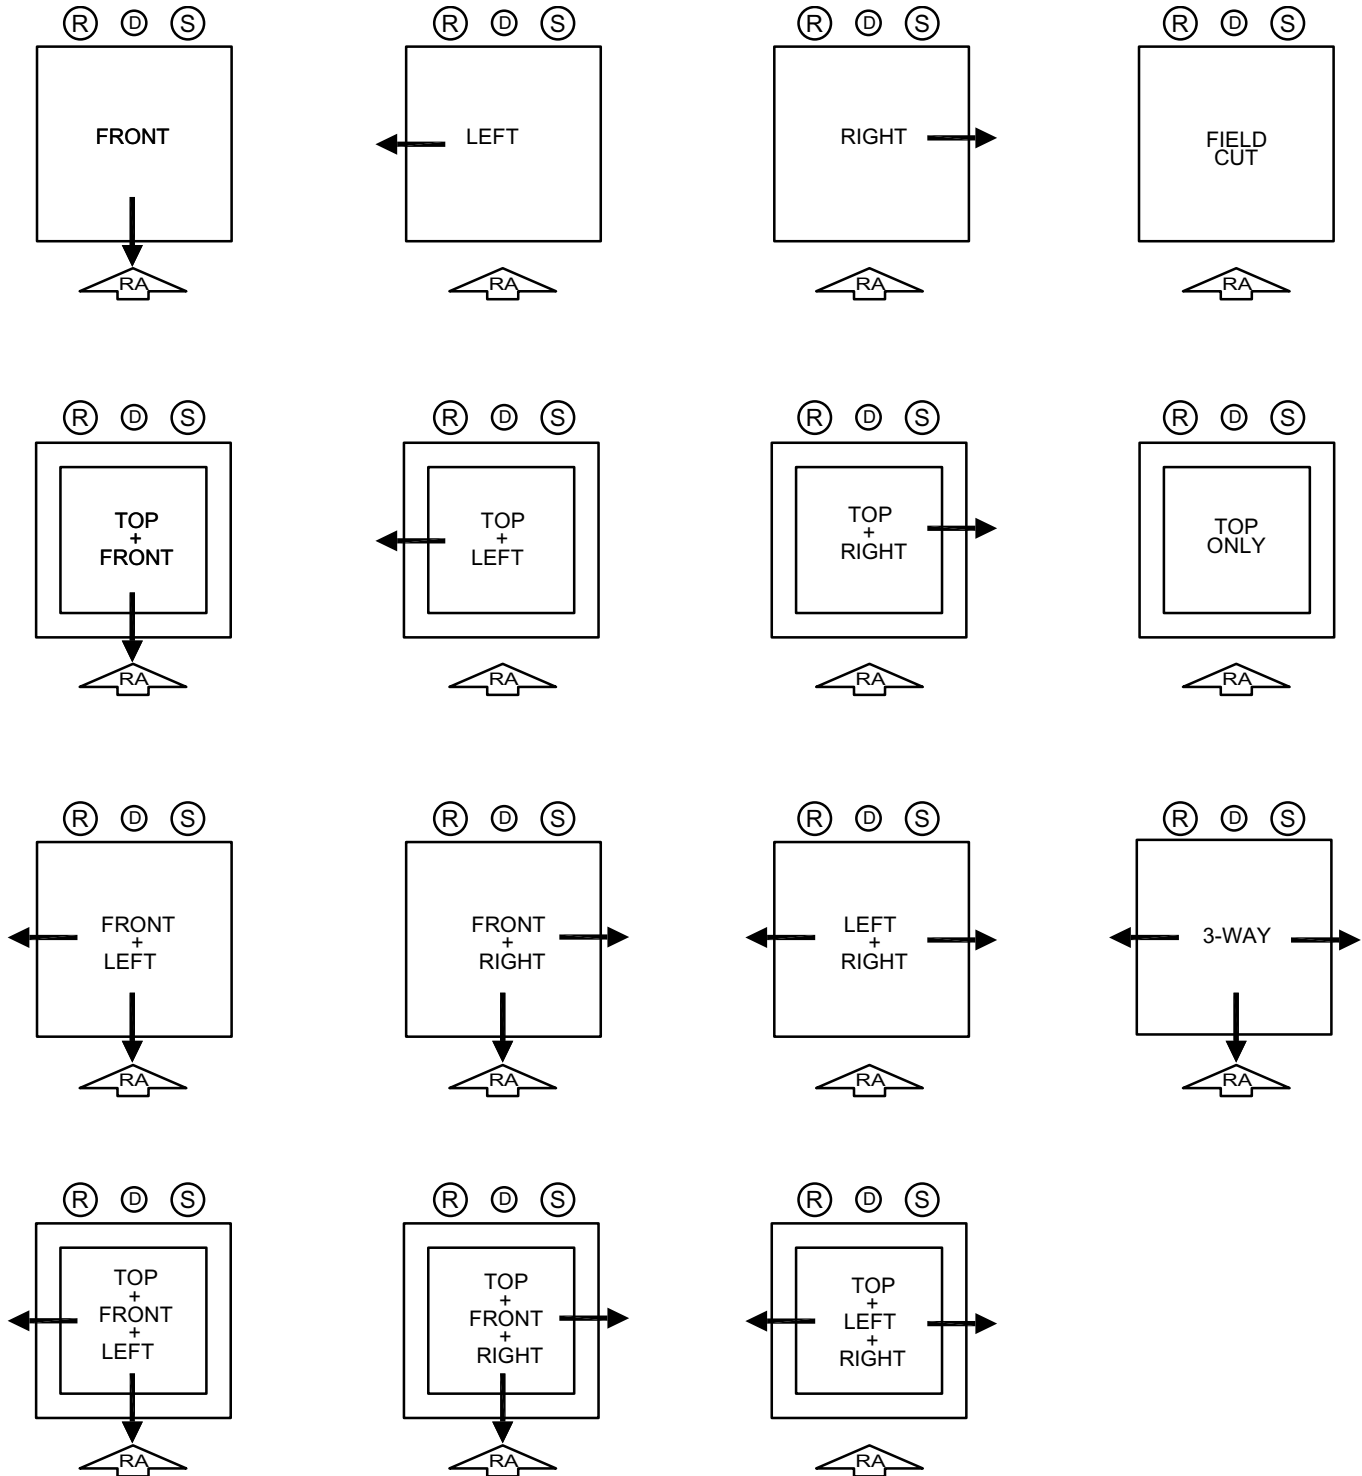 R D S
R D S
R D S
R D S
FRONT
LEFT
RIGHT
FIELD
CUT
RA
RA
RA
RA
R D S
R D S
R D S
R D S
TOP
+
FRONT
TOP
+
LEFT
TOP
+
RIGHT
TOP
ONLY
RA
RA
RA
RA
R D S
R D S
R D S
R D S
FRONT
+
LEFT
FRONT
+
RIGHT
LEFT
+
RIGHT
3-WAY
RA
RA
RA
RA
R D S
R D S
R D S
TOP
+
FRONT
+
LEFT
TOP
+
FRONT
+
RIGHT
TOP
+
LEFT
+
RIGHT
RA
RA
RA